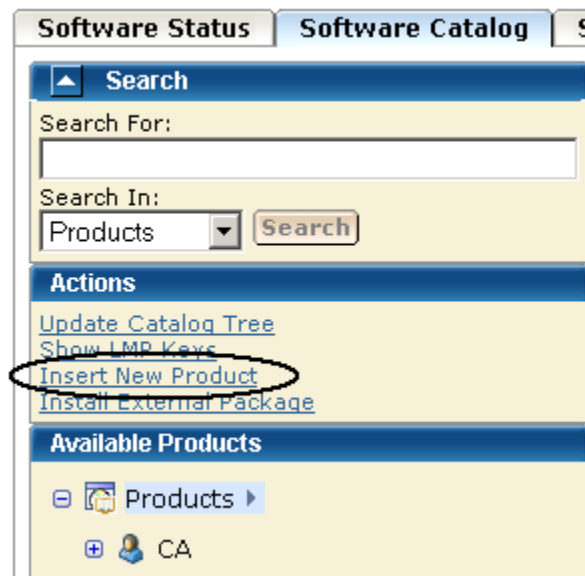 Software Status
Software Catalog
Search
Search For:
Search In:
Products
Search
Actions
Update Catalog Tree
Show LMP Keys
Insert New Product
Install External Package
Available Products
Products
CA